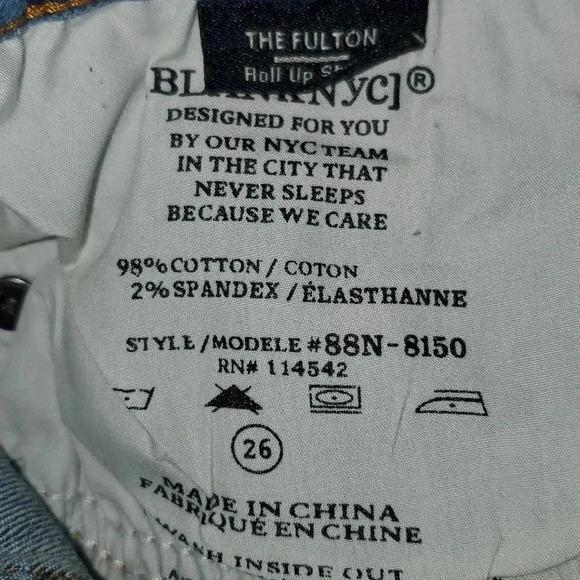 THE FULTON
Roll Up
NYC]®
DESIGNED FOR YOU
BY OUR NYC TEAM
IN THE CITY THAT
NEVER SLEEPS
BECAUSE WE CARE
98% COTTON / COTON
2% SPANDEX / ÉLASTHANNE
STYLE / MODELE #88N-8150
RN# 114542
26
MADE IN CHINA
FABRIQUÉ EN CHINE
WASH INSIDE OUT